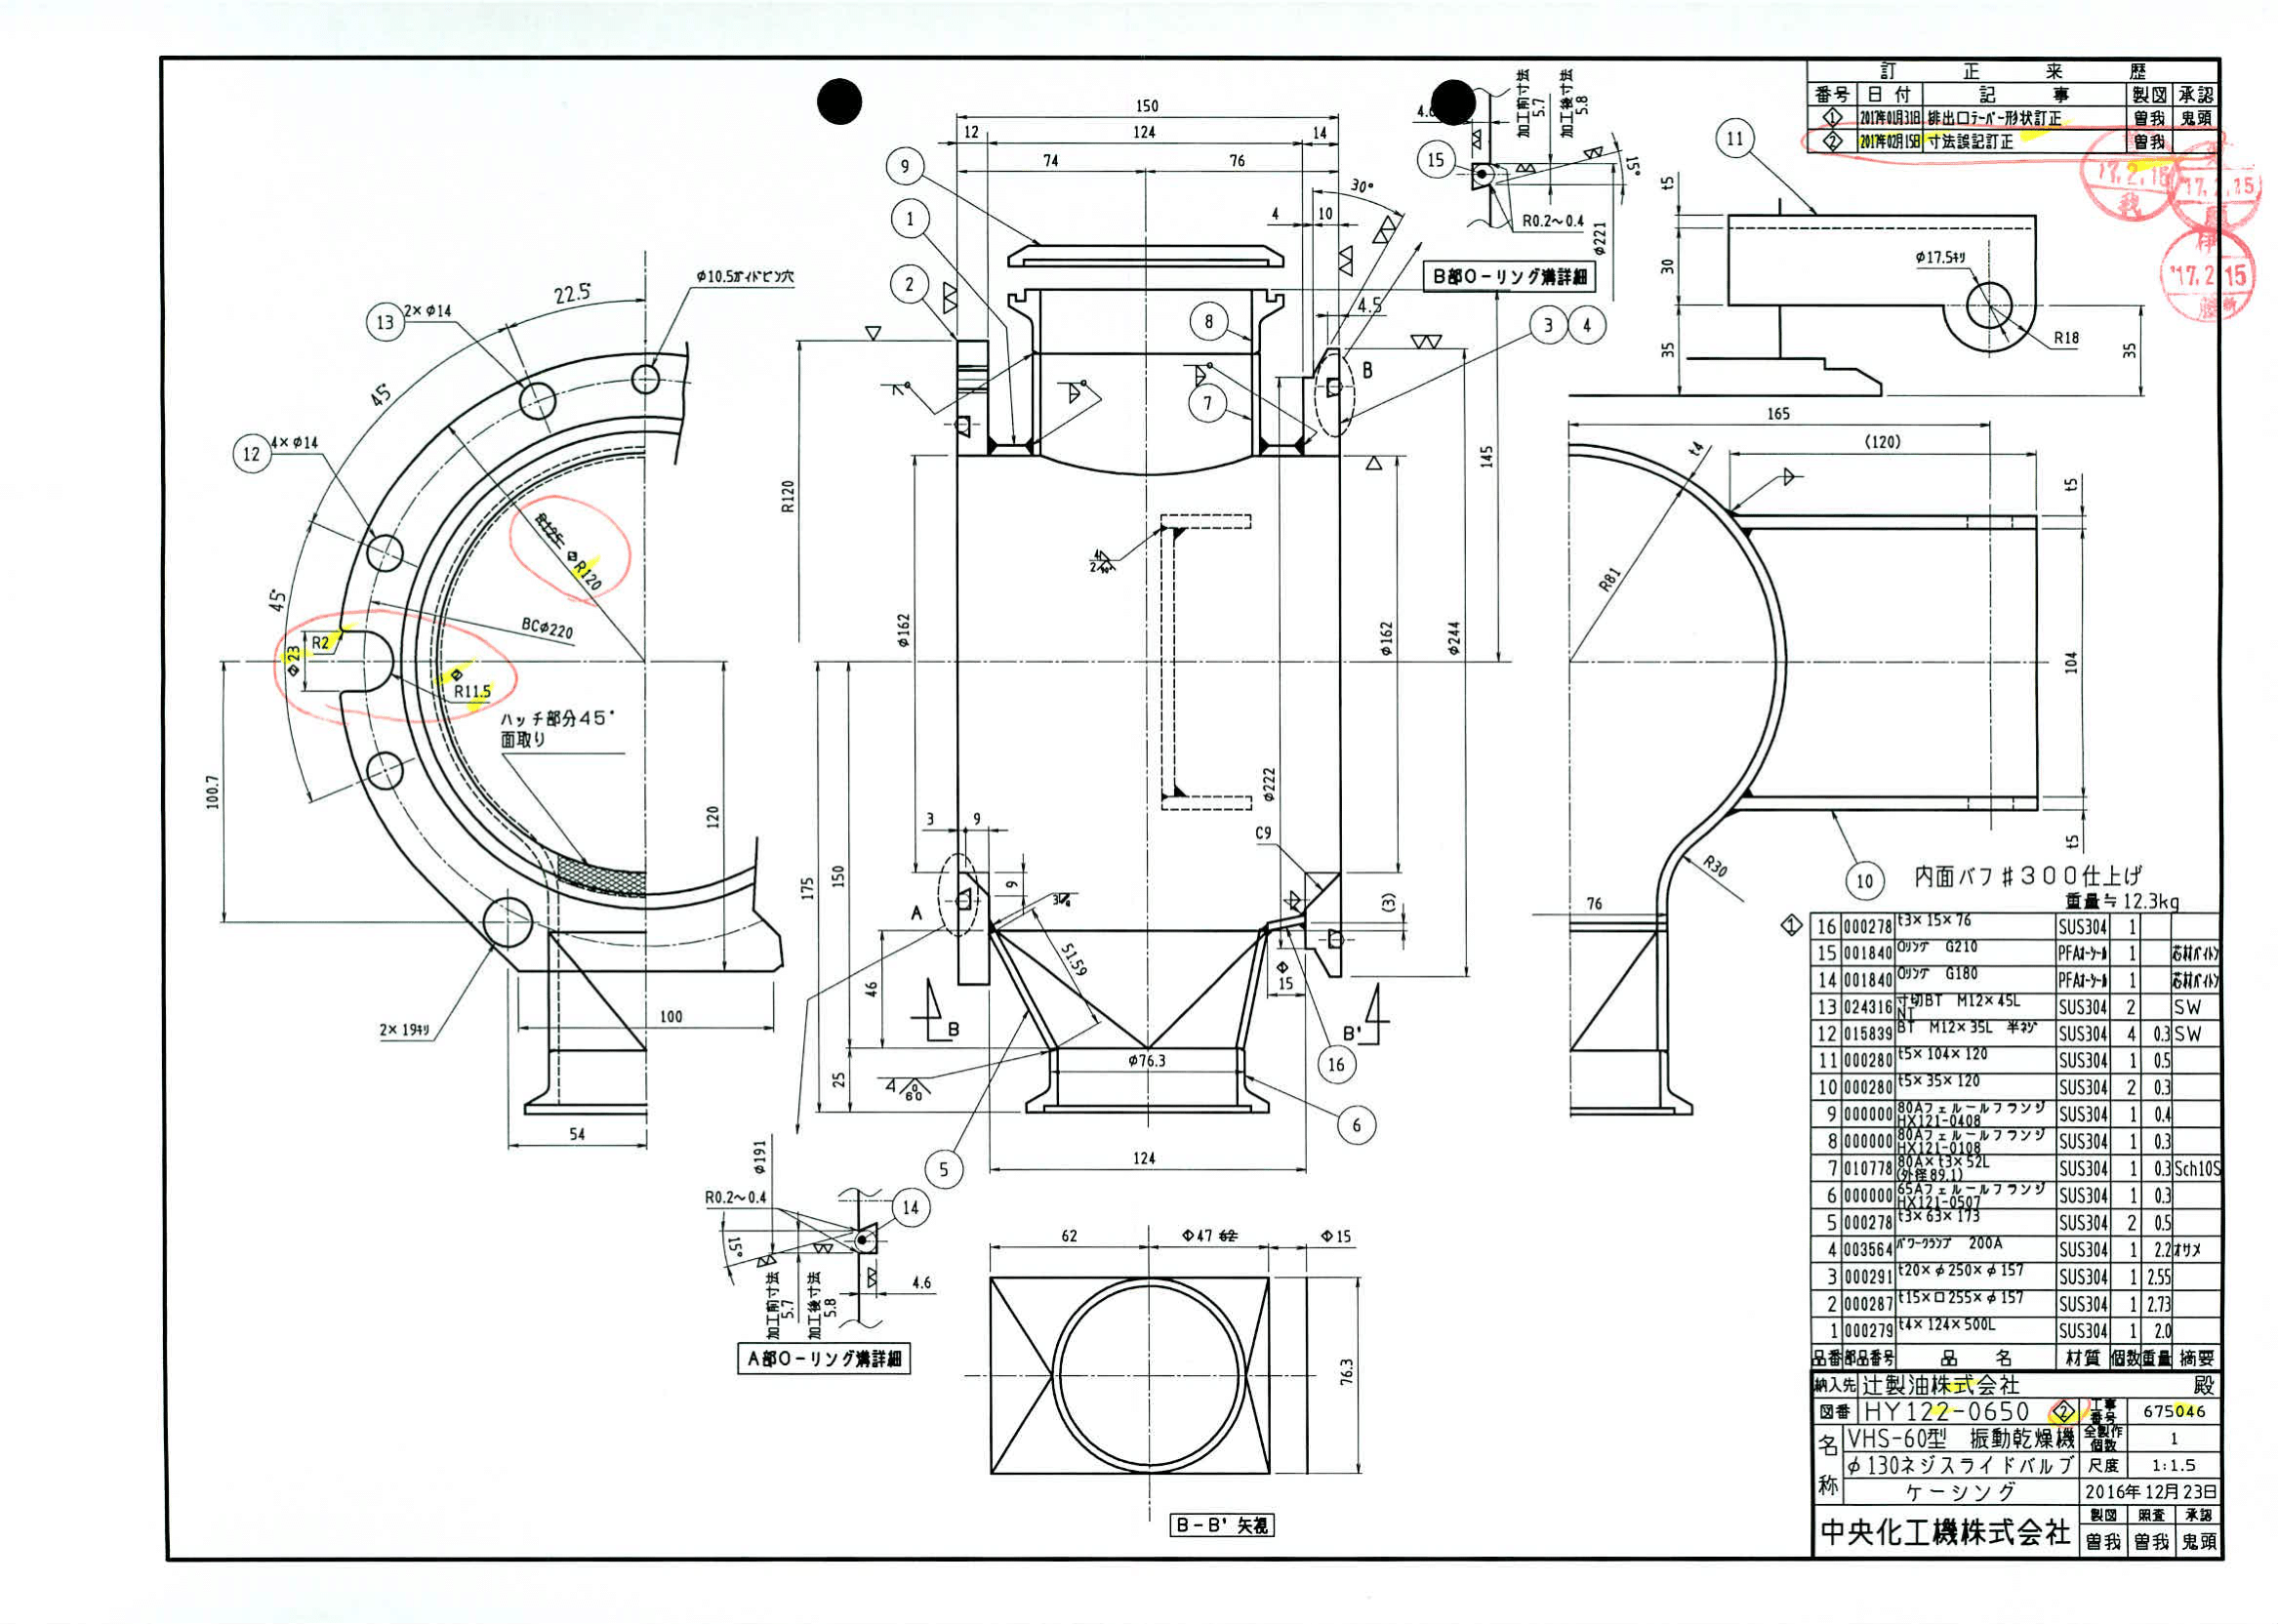 訂 正 来 歴
番号 日付 記 事 製図 承認
1 2017年01月31日 排出口テーパー形状訂正 曽我 鬼頭
2 2017年02月15日 寸法誤記訂正 曽我
'17.2.15
'17.2.15
150
12 124 14
74 76
9
1
2
30°
4 10
4.5
8
7
3 4
B
R120
φ162
φ162
φ244
145
φ222
C9
3 9
9
A
(3)
51.59
15
46
150
175
25
φ76.3
B B'
16
6
5
124
加工前寸法
5.7
加工後寸法
5.8
15
15°
R0.2~0.4
φ221
B部O-リング溝詳細
11
t5
30
35
φ17.5キリ
R18
35
165
(120)
t4
t5
R81
104
t5
R30
76
10
φ10.5ガイドピン穴
22.5°
13 2×φ14
45°
12 4×φ14
45°
R125 R120
BCφ220
R2
23
R11.5
ハッチ部分45°
面取り
100.7
120
2×19キリ
100
54
φ191
R0.2~0.4
14
15°
4.6
加工前寸法
5.7
加工後寸法
5.8
A部O-リング溝詳細
62 47 62 15
76.3
B-B' 矢視
内面バフ#300仕上げ
重量≒12.3kg
1 16 000278 t3×15×76 SUS304 1
15 001840 Oリング G210 PFAオーシール 1 芯材バイトン
14 001840 Oリング G180 PFAオーシール 1 芯材バイトン
13 024316 寸切BT M12×45L NT SUS304 2 SW
12 015839 BT M12×35L 半ネジ SUS304 4 0.3 SW
11 000280 t5×104×120 SUS304 1 0.5
10 000280 t5×35×120 SUS304 2 0.3
9 000000 80Aフェルールフランジ HX121-0408 SUS304 1 0.4
8 000000 80Aフェルールフランジ HX121-0108 SUS304 1 0.3
7 010778 80A×t3×52L (外径89.1) SUS304 1 0.3 Sch10S
6 000000 65Aフェルールフランジ HX121-0507 SUS304 1 0.3
5 000278 t3×63×173 SUS304 2 0.5
4 003564 パワークランプ 200A SUS304 1 2.2 オサメ
3 000291 t20×φ250×φ157 SUS304 1 2.55
2 000287 t15×口255×φ157 SUS304 1 2.73
1 000279 t4×124×500L SUS304 1 2.0
品番 部品番号 品 名 材質 個数 重量 摘要
納入先 辻製油株式会社 殿
図番 HY122-0650 2 工事番号 675046
名称 VHS-60型 振動乾燥機 全製作個数 1
φ130ネジスライドバルブ 尺度 1:1.5
ケーシング 2016年12月23日
中央化工機株式会社 製図 照査 承認
曽我 曽我 鬼頭